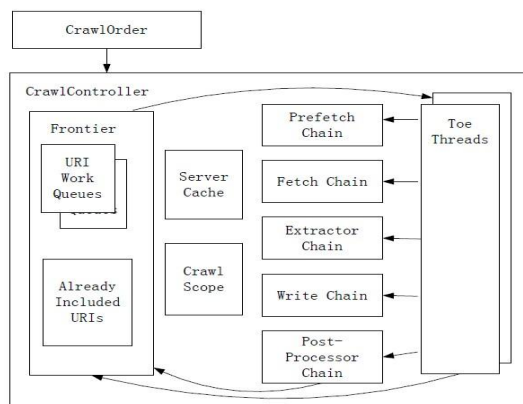 CrawlOrder
CrawlController
Frontier
URI
Work
Queues
Queues
Already
Included
URIs
Server
Cache
Crawl
Scope
Prefetch
Chain
Fetch Chain
Extractor
Chain
Write Chain
Post-
Processor
Chain
Toe
Threads